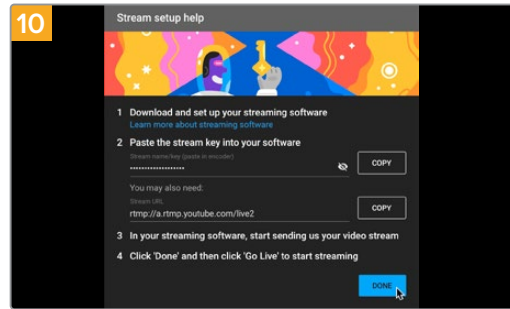 10
Stream setup help
1 Download and set up your streaming software
Learn more about streaming software
2 Paste the stream key into your software
Stream name/key (paste in encoder)
••••••••••••••••••••
COPY
You may also need:
Stream URL
rtmp://a.rtmp.youtube.com/live2
COPY
3 In your streaming software, start sending us your video stream
4 Click 'Done' and then click 'Go Live' to start streaming
DONE